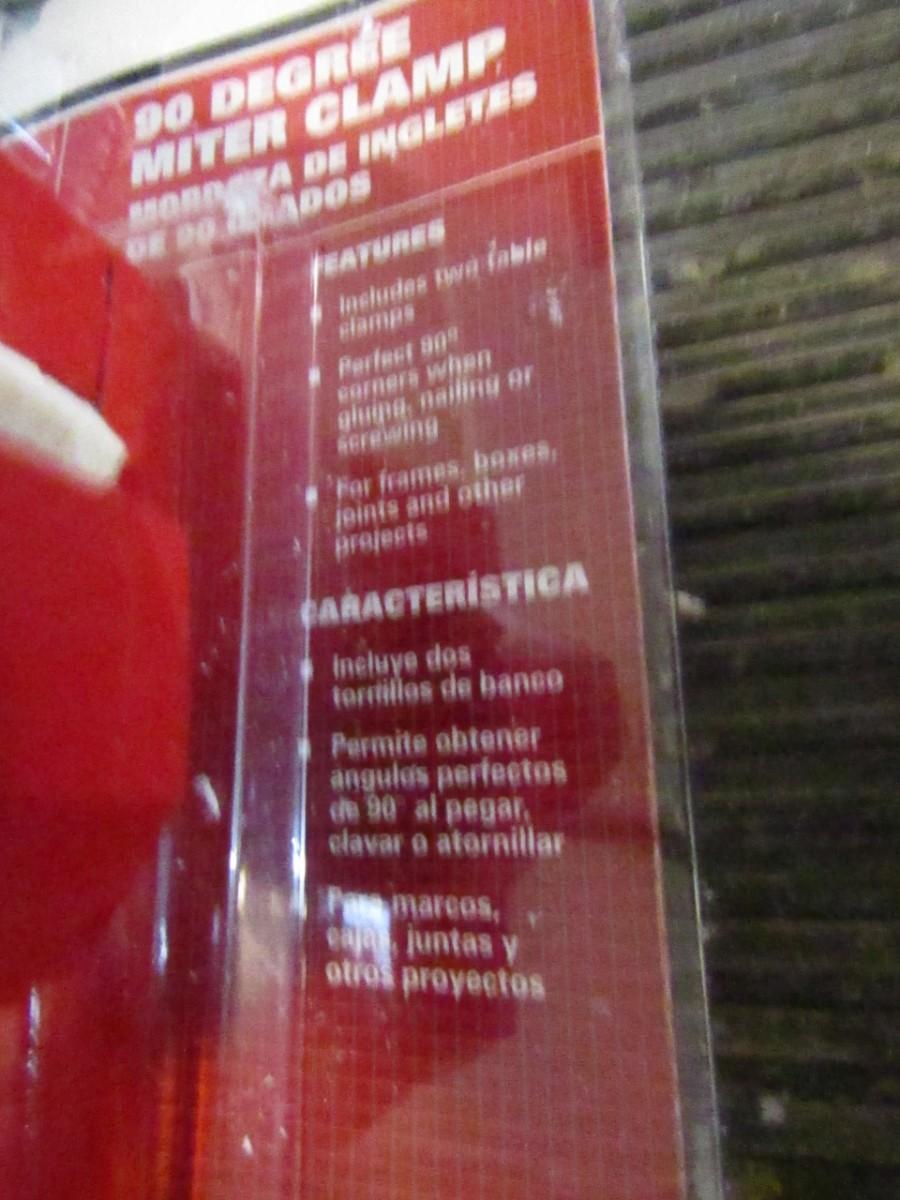 90 DEGREE
MITER CLAMP
MORDAZA DE INGLETES
DE 90 GRADOS
FEATURES
Includes two table
clamps
Perfect 90º
corners when
gluing, nailing or
screwing
For frames, boxes,
joints and other
projects
CARACTERÍSTICA
Incluye dos
tornillos de banco
Permite obtener
ángulos perfectos
de 90° al pegar,
clavar o atornillar
Para marcos,
cajas, juntas y
otros proyectos